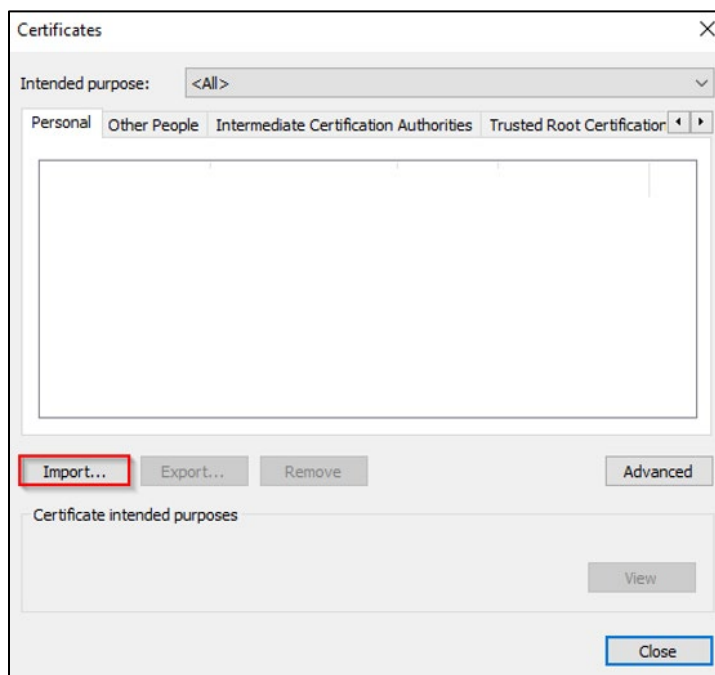 Certificates
Intended purpose: <All>
Personal Other People Intermediate Certification Authorities Trusted Root Certification
Import... Export... Remove Advanced
Certificate intended purposes
View
Close